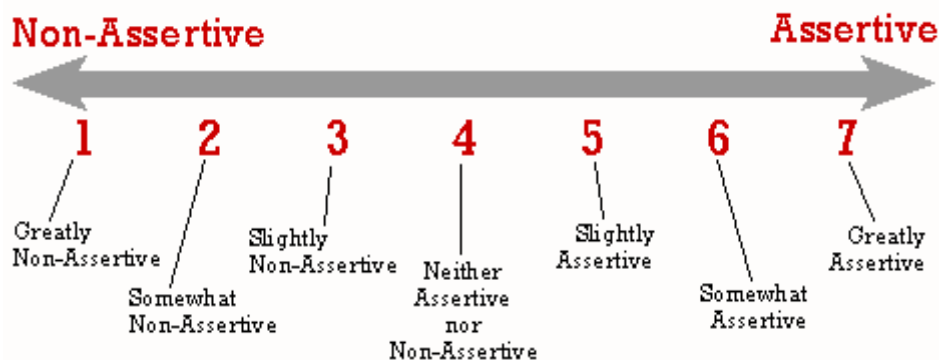 Non-Assertive
Assertive
1 2 3 4 5 6 7
Greatly
Non-Assertive
Somewhat
Non-Assertive
Slightly
Non-Assertive
Neither
Assertive
nor
Non-Assertive
Slightly
Assertive
Somewhat
Assertive
Greatly
Assertive